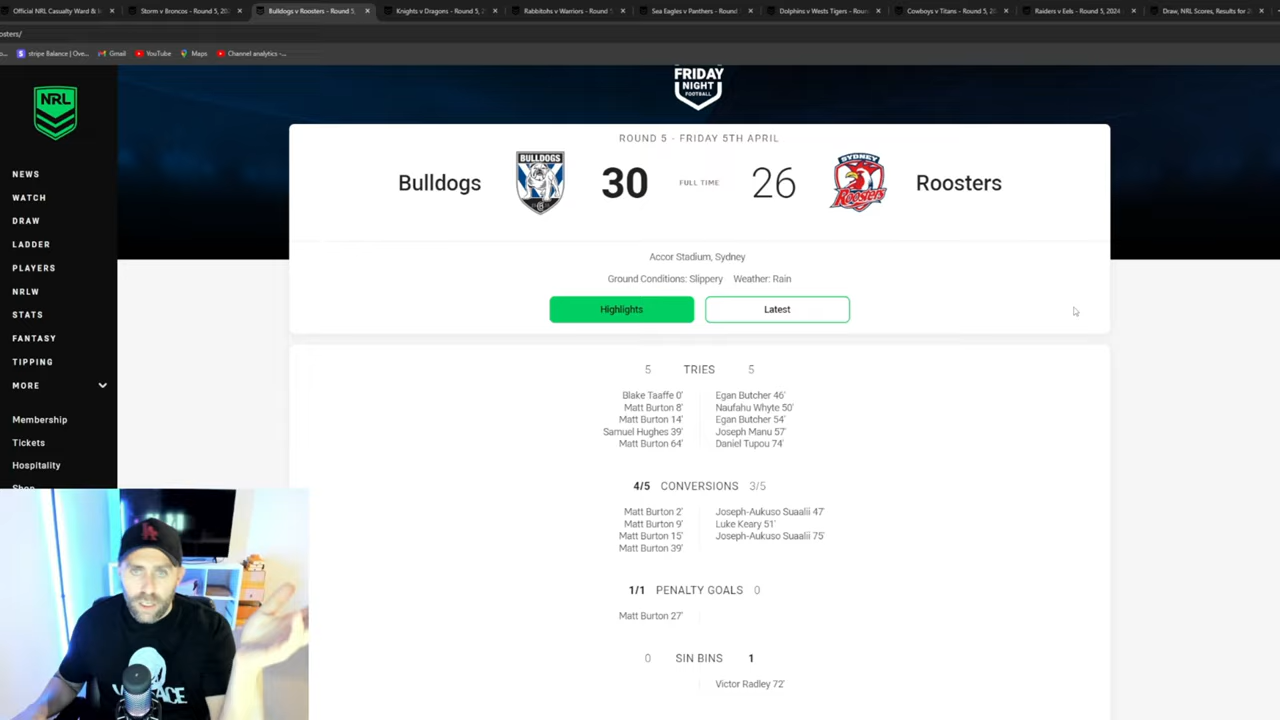 Official NRL Casualty Ward & In
Storm v Broncos - Round 5, 202
Bulldogs v Roosters - Round 5,
Knights v Dragons - Round 5, 2
Rabbitohs v Warriors - Round 5
Sea Eagles v Panthers - Round
Dolphins v Wests Tigers - Roun
Cowboys v Titans - Round 5, 2
Raiders v Eels - Round 5, 2024
Draw, NRL Scores, Results for 2
osters/
stripe Balance | Ove...
Gmail
YouTube
Maps
Channel analytics -...
NRL
NEWS
WATCH
DRAW
LADDER
PLAYERS
NRLW
STATS
FANTASY
TIPPING
MORE
Membership
Tickets
Hospitality
FRIDAY
NIGHT
FOOTBALL
ROUND 5 - FRIDAY 5TH APRIL
Bulldogs
BULLDOGS
30
FULL TIME
26
SYDNEY
Roosters
Roosters
Accor Stadium, Sydney
Ground Conditions: Slippery Weather: Rain
Highlights
Latest
5 TRIES 5
Blake Taaffe 0' Egan Butcher 46'
Matt Burton 8' Naufahu Whyte 50'
Matt Burton 14' Egan Butcher 54'
Samuel Hughes 39' Joseph Manu 57'
Matt Burton 64' Daniel Tupou 74'
4/5 CONVERSIONS 3/5
Matt Burton 2' Joseph-Aukuso Suaalii 47'
Matt Burton 9' Luke Keary 51'
Matt Burton 15' Joseph-Aukuso Suaalii 75'
Matt Burton 39'
1/1 PENALTY GOALS 0
Matt Burton 27'
0 SIN BINS 1
Victor Radley 72'